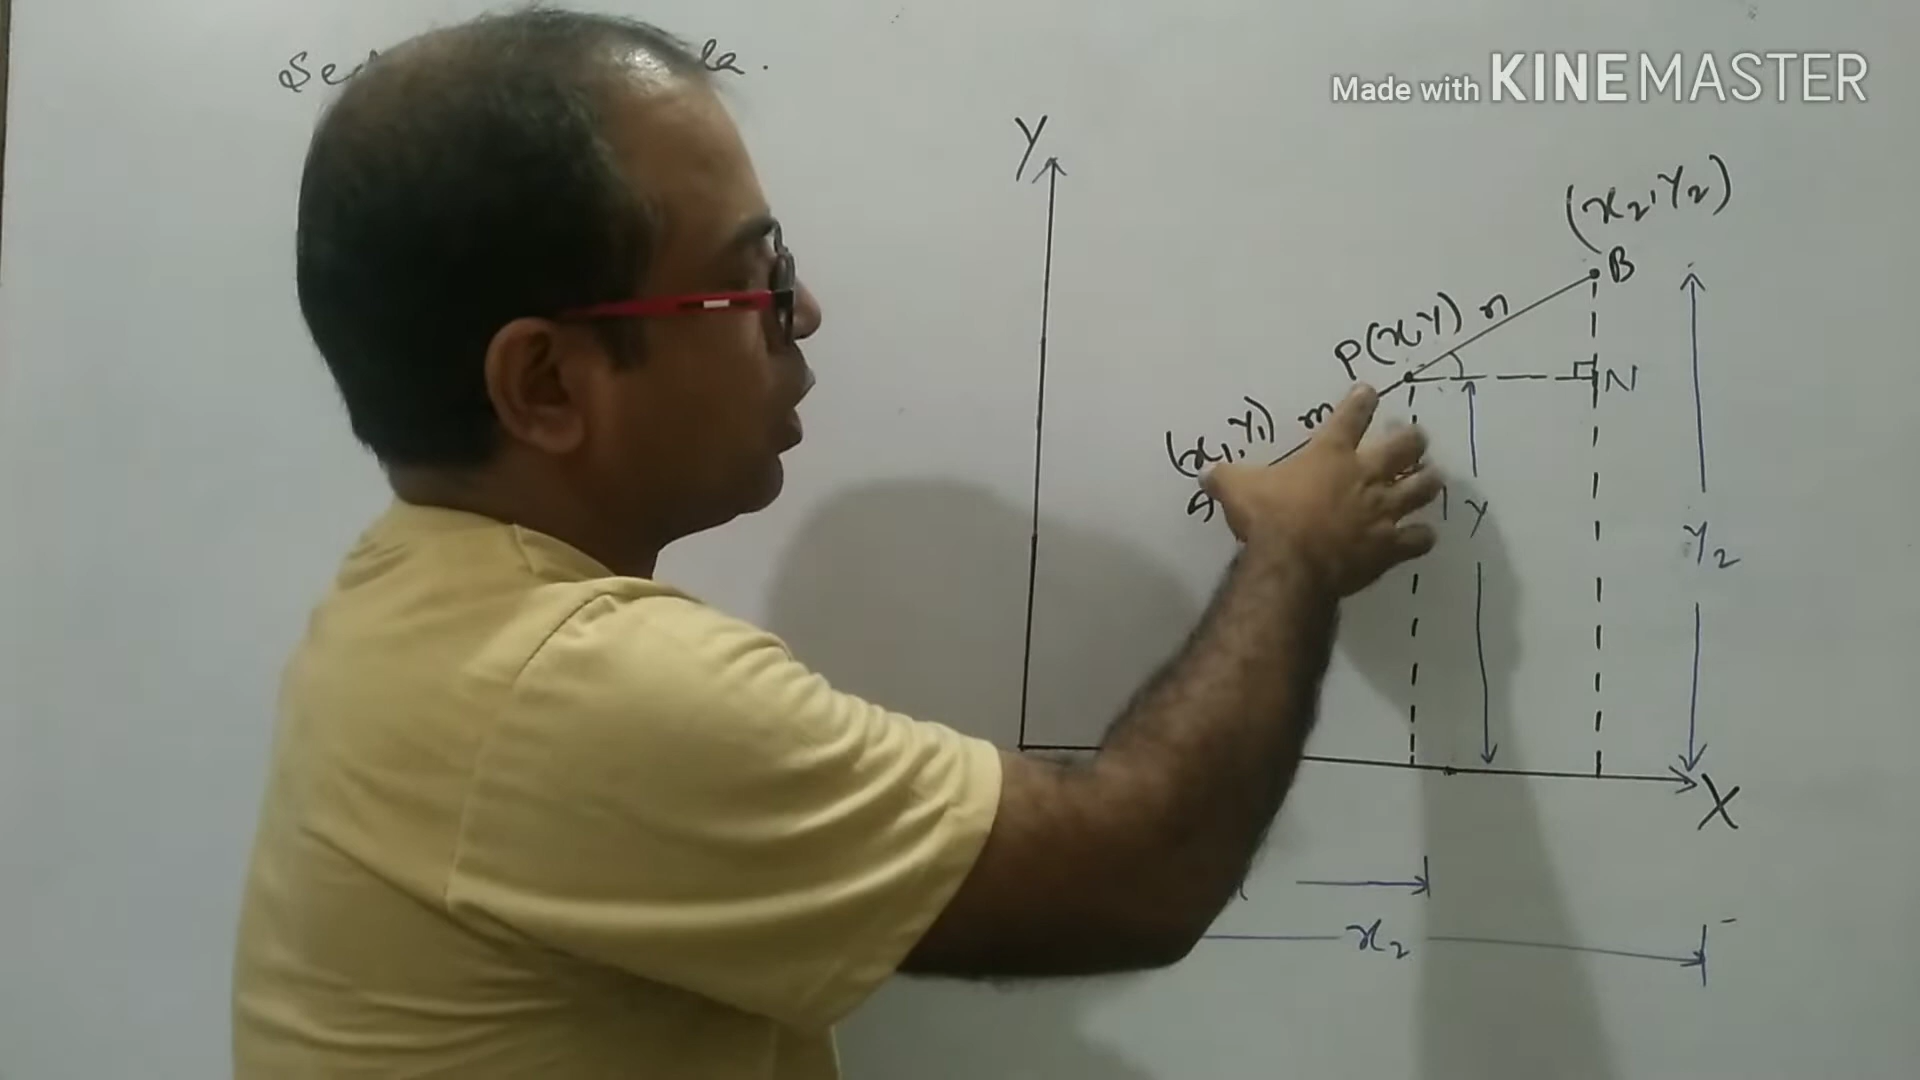 Made with KINEMASTER
Y
(x₂, Y₂)
B
P(x, Y) n
N
(x₁, Y₁) m
A
Y
Y₂
X
x₂